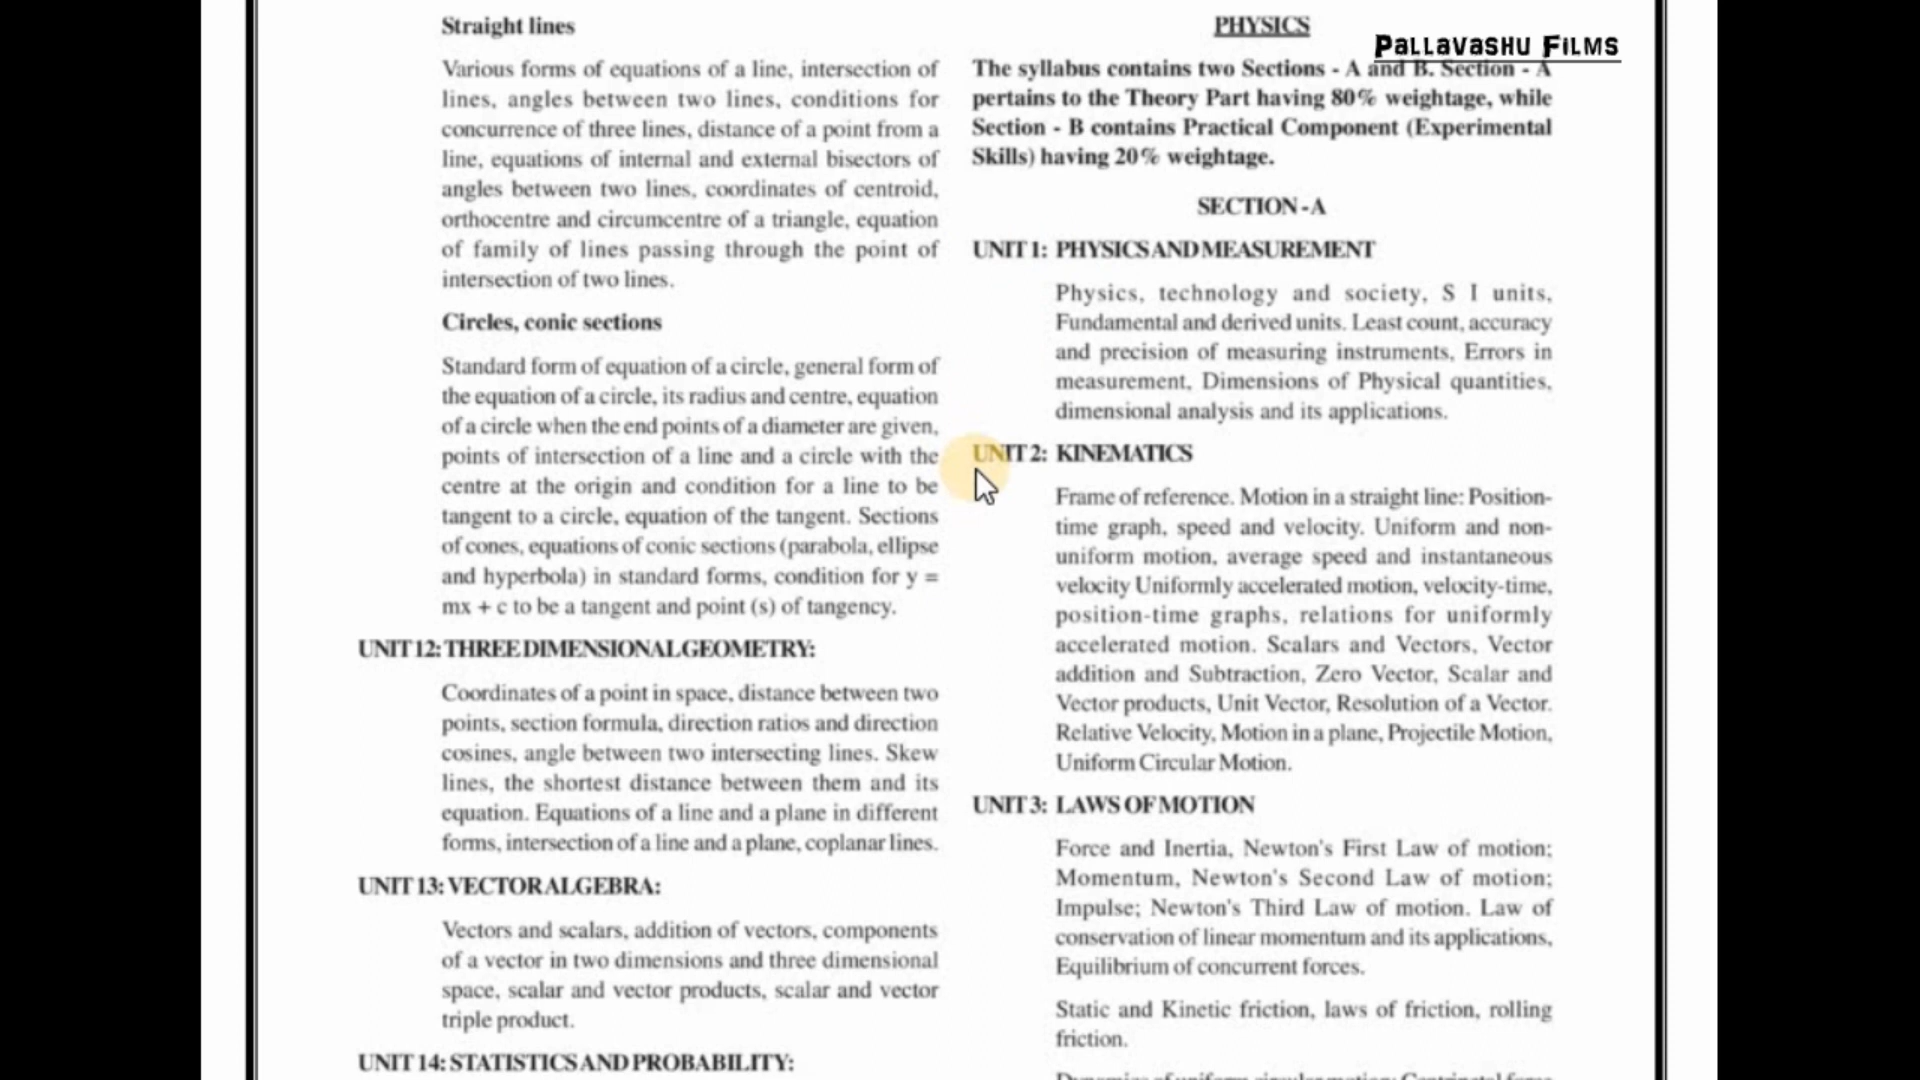 Straight lines
Various forms of equations of a line, intersection of
lines, angles between two lines, conditions for
concurrence of three lines, distance of a point from a
line, equations of internal and external bisectors of
angles between two lines, coordinates of centroid,
orthocentre and circumcentre of a triangle, equation
of family of lines passing through the point of
intersection of two lines.
Circles, conic sections
Standard form of equation of a circle, general form of
the equation of a circle, its radius and centre, equation
of a circle when the end points of a diameter are given,
points of intersection of a line and a circle with the
centre at the origin and condition for a line to be
tangent to a circle, equation of the tangent. Sections
of cones, equations of conic sections (parabola, ellipse
and hyperbola) in standard forms, condition for y =
mx + c to be a tangent and point (s) of tangency.
UNIT 12: THREE DIMENSIONAL GEOMETRY:
Coordinates of a point in space, distance between two
points, section formula, direction ratios and direction
cosines, angle between two intersecting lines. Skew
lines, the shortest distance between them and its
equation. Equations of a line and a plane in different
forms, intersection of a line and a plane, coplanar lines.
UNIT 13: VECTOR ALGEBRA:
Vectors and scalars, addition of vectors, components
of a vector in two dimensions and three dimensional
space, scalar and vector products, scalar and vector
triple product.
UNIT 14: STATISTICS AND PROBABILITY:
PHYSICS
PALLAVASHU FILMS
The syllabus contains two Sections - A and B. Section - A
pertains to the Theory Part having 80% weightage, while
Section - B contains Practical Component (Experimental
Skills) having 20% weightage.
SECTION - A
UNIT 1: PHYSICS AND MEASUREMENT
Physics, technology and society, S I units,
Fundamental and derived units. Least count, accuracy
and precision of measuring instruments, Errors in
measurement, Dimensions of Physical quantities,
dimensional analysis and its applications.
UNIT 2: KINEMATICS
Frame of reference. Motion in a straight line: Position-
time graph, speed and velocity. Uniform and non-
uniform motion, average speed and instantaneous
velocity Uniformly accelerated motion, velocity-time,
position-time graphs, relations for uniformly
accelerated motion. Scalars and Vectors, Vector
addition and Subtraction, Zero Vector, Scalar and
Vector products, Unit Vector, Resolution of a Vector.
Relative Velocity, Motion in a plane, Projectile Motion,
Uniform Circular Motion.
UNIT 3: LAWS OF MOTION
Force and Inertia, Newton's First Law of motion;
Momentum, Newton's Second Law of motion;
Impulse; Newton's Third Law of motion. Law of
conservation of linear momentum and its applications,
Equilibrium of concurrent forces.
Static and Kinetic friction, laws of friction, rolling
friction.